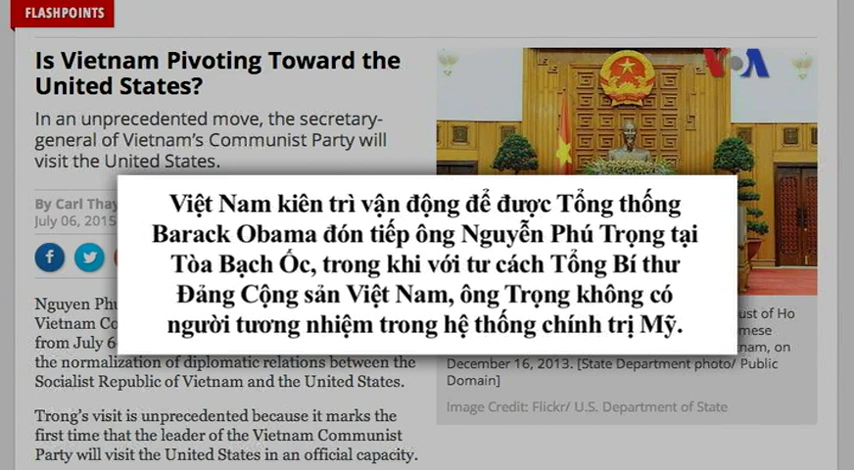 FLASHPOINTS
Is Vietnam Pivoting Toward the
United States?
In an unprecedented move, the secretary-
general of Vietnam's Communist Party will
visit the United States.
By Carl
July 06, 2015
VOA
Việt Nam kiên trì vận động để được Tổng thống
Barack Obama đón tiếp ông Nguyễn Phú Trọng tại
Tòa Bạch Ốc, trong khi với tư cách Tổng Bí thư
Đảng Cộng sản Việt Nam, ông Trọng không có
người tương nhiệm trong hệ thống chính trị Mỹ.
Nguyen
Vietnam
from July
the normalization of diplomatic relations between the
Socialist Republic of Vietnam and the United States.
Trong's visit is unprecedented because it marks the
first time that the leader of the Vietnam Communist
Party will visit the United States in an official capacity.
of Ho
on
December 16, 2013. [State Department photo/ Public
Domain]
Image Credit: Flickr/ U.S. Department of State